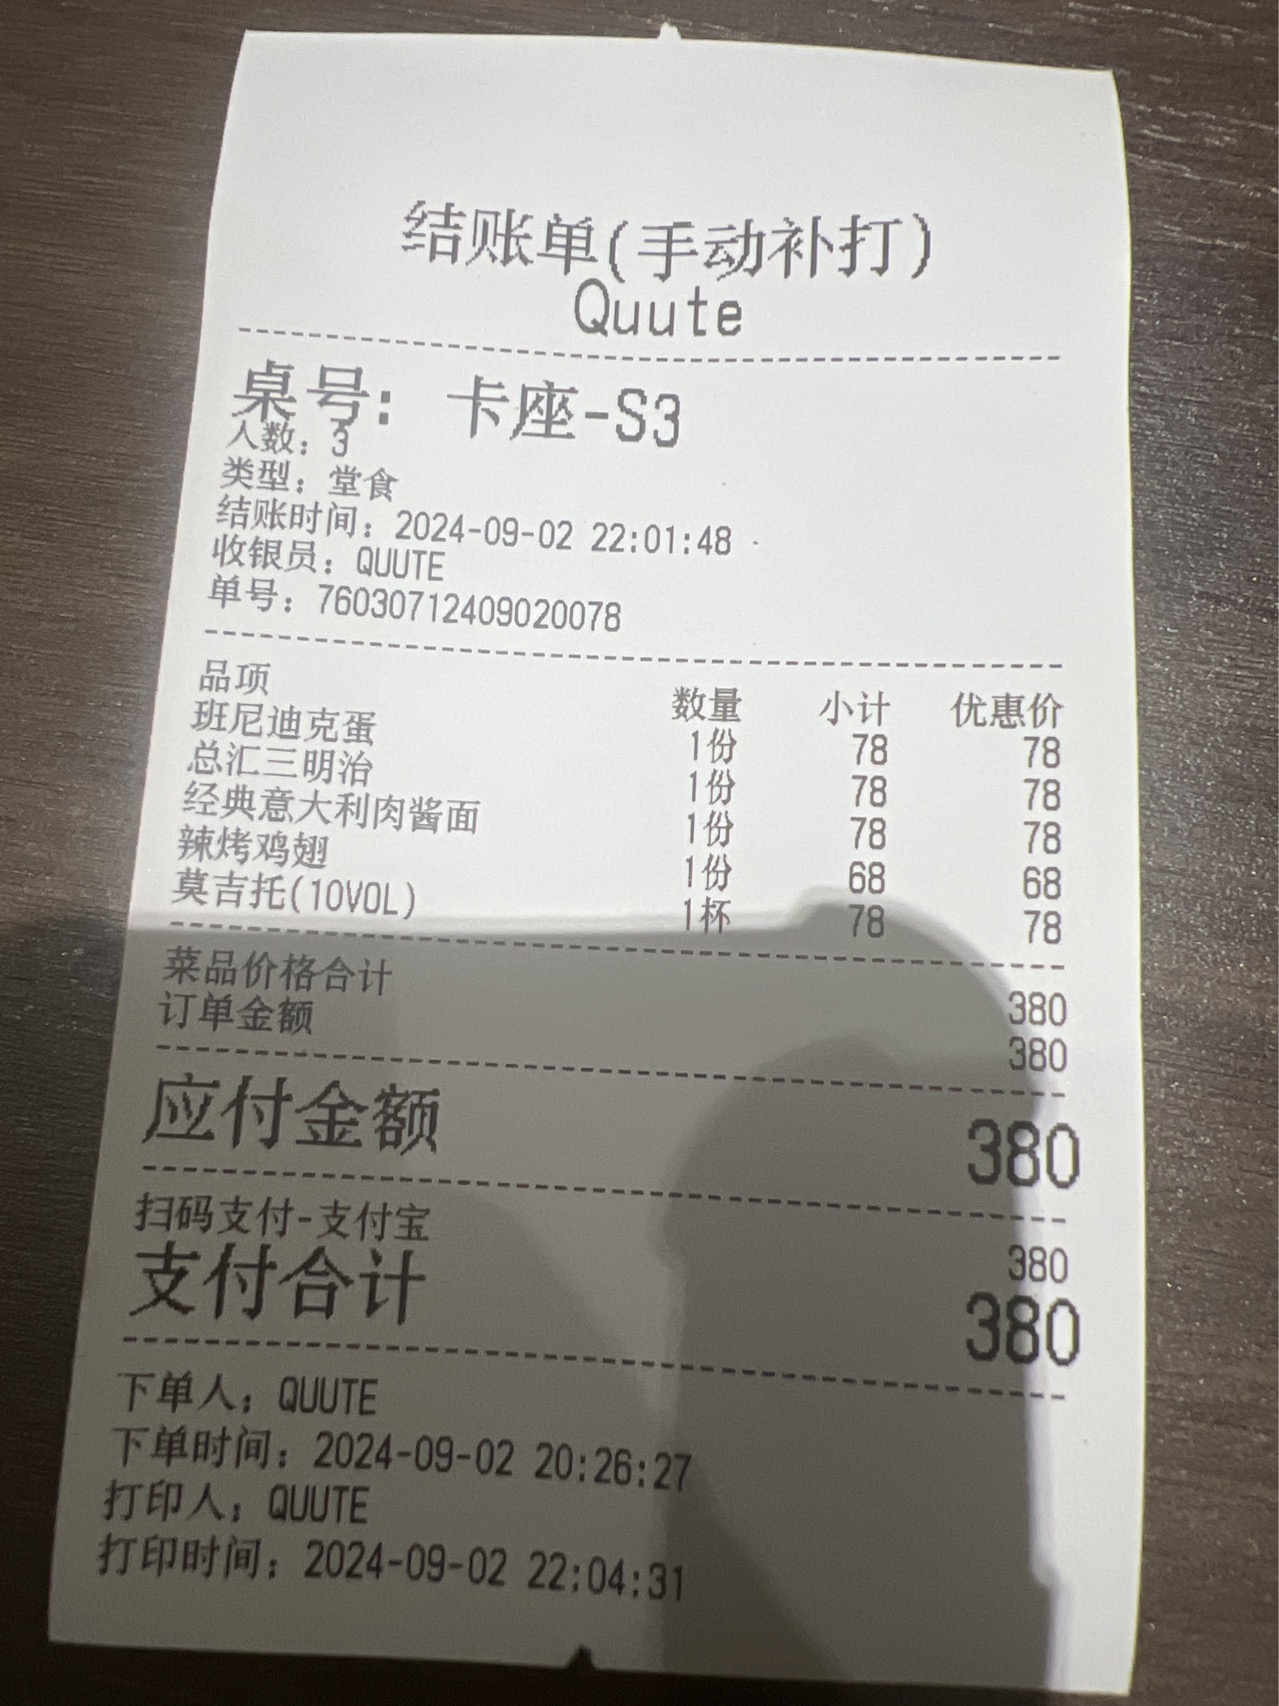 结账单(手动补打)
Quute
桌号: 卡座-S3
人数: 3
类型: 堂食
结账时间: 2024-09-02 22:01:48
收银员: QUUTE
单号: 76030712409020078
品项 数量 小计 优惠价
班尼迪克蛋 1份 78 78
总汇三明治 1份 78 78
经典意大利肉酱面 1份 78 78
辣烤鸡翅 1份 68 68
莫吉托(10VOL) 1杯 78 78
菜品价格合计 380
订单金额 380
应付金额 380
扫码支付-支付宝 380
支付合计 380
下单人: QUUTE
下单时间: 2024-09-02 20:26:27
打印人: QUUTE
打印时间: 2024-09-02 22:04:31